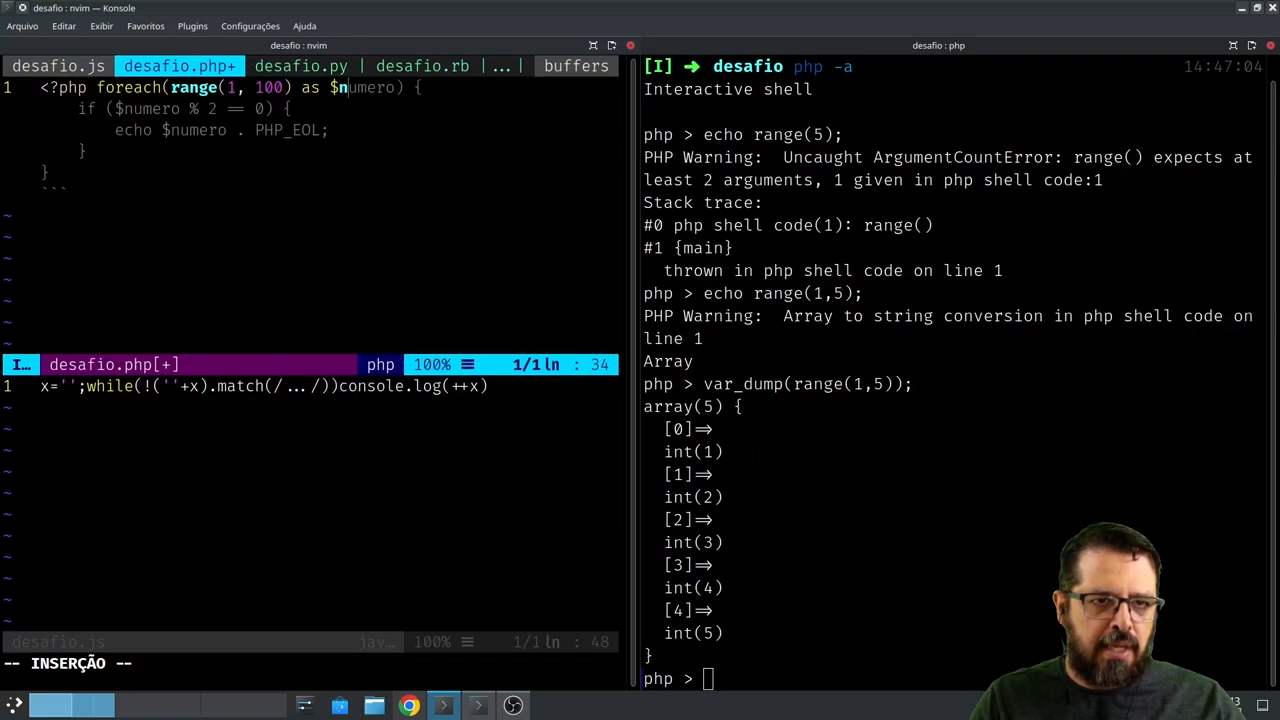 desafio : nvim — Konsole
Arquivo Editar Exibir Favoritos Plugins Configurações Ajuda
desafio : nvim
desafio.js desafio.php+ desafio.py | desafio.rb |...| buffers
1 <?php foreach(range(1, 100) as $numero) {
if ($numero % 2 == 0) {
echo $numero . PHP_EOL;
}
}
```
~
~
~
~
~
~
~
I… desafio.php[+] php 100% ☰ 1/1㏑ : 34
1 x='';while(!(''+x).match(/.../))console.log(++x)
~
~
~
~
~
~
~
~
~
~
desafio.js jav… 100% ☰ 1/1㏑ : 48
-- INSERÇÃO --
desafio : php
[I] ➜ desafio php -a 14:47:04
Interactive shell
php > echo range(5);
PHP Warning:  Uncaught ArgumentCountError: range() expects at
least 2 arguments, 1 given in php shell code:1
Stack trace:
#0 php shell code(1): range()
#1 {main}
thrown in php shell code on line 1
php > echo range(1,5);
PHP Warning:  Array to string conversion in php shell code on
line 1
Array
php > var_dump(range(1,5));
array(5) {
[0]=>
int(1)
[1]=>
int(2)
[2]=>
int(3)
[3]=>
int(4)
[4]=>
int(5)
}
php >